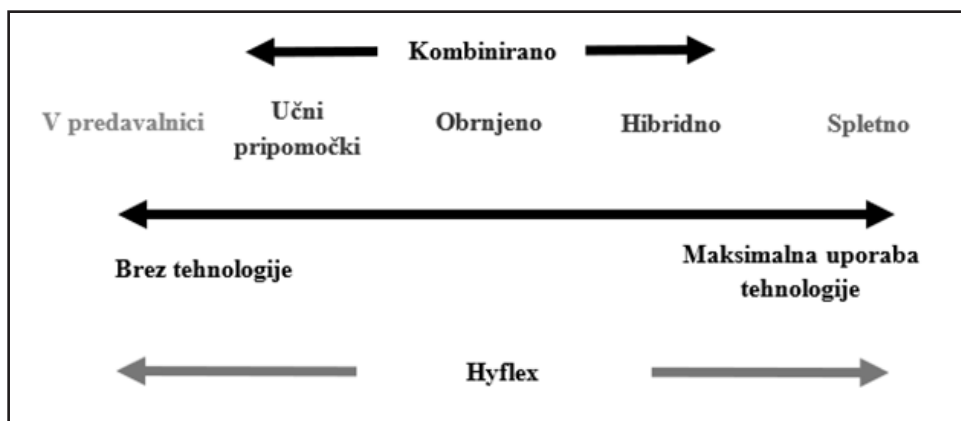 Kombinirano
V predavalnici
Učni
pripomočki
Obrnjeno
Hibridno
Spletno
Brez tehnologije
Maksimalna uporaba
tehnologije
Hyflex